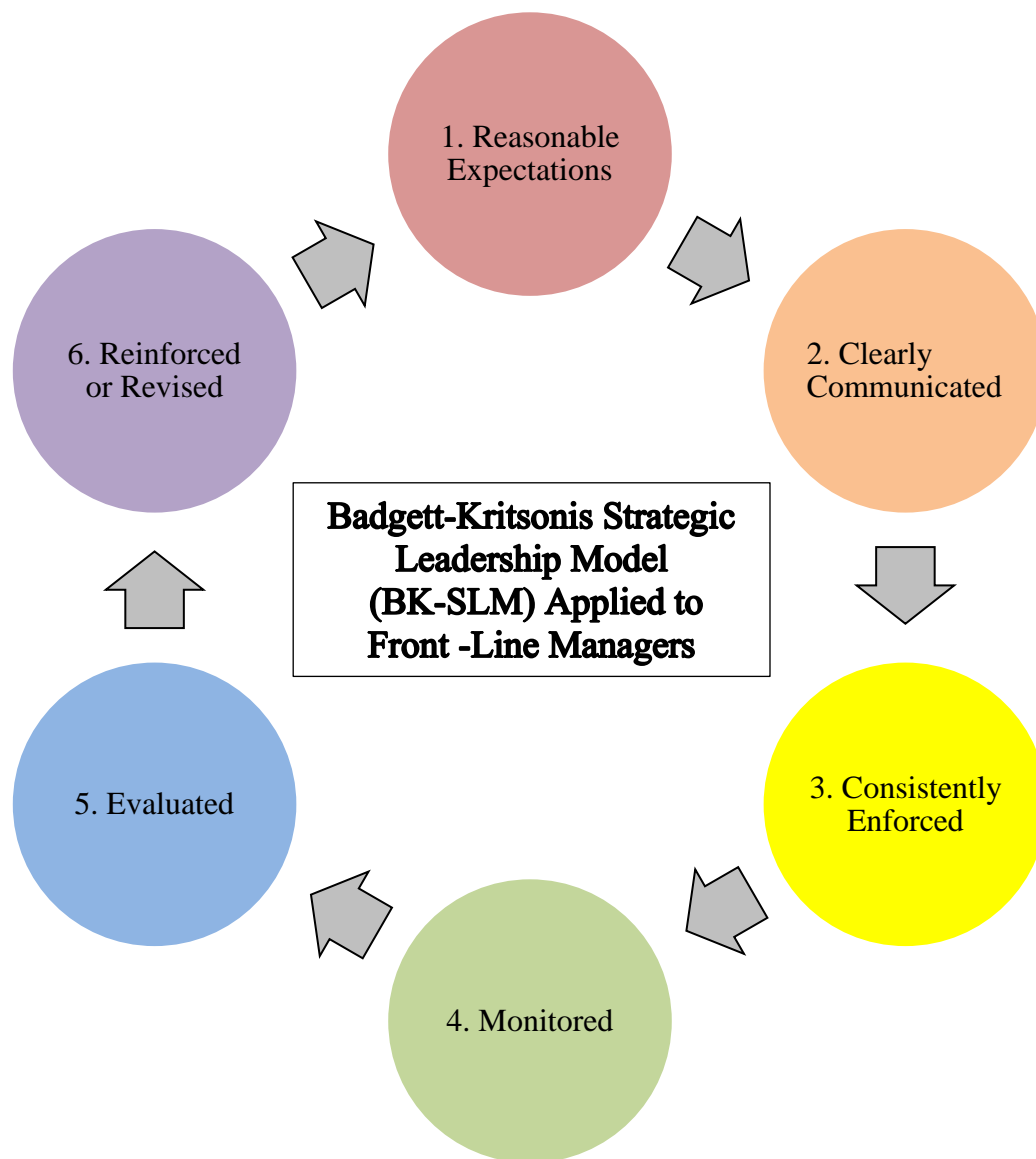 1. Reasonable
Expectations
2. Clearly
Communicated
3. Consistently
Enforced
4. Monitored
5. Evaluated
6. Reinforced
or Revised
Badgett-Kritsonis Strategic
Leadership Model
(BK-SLM) Applied to
Front -Line Managers